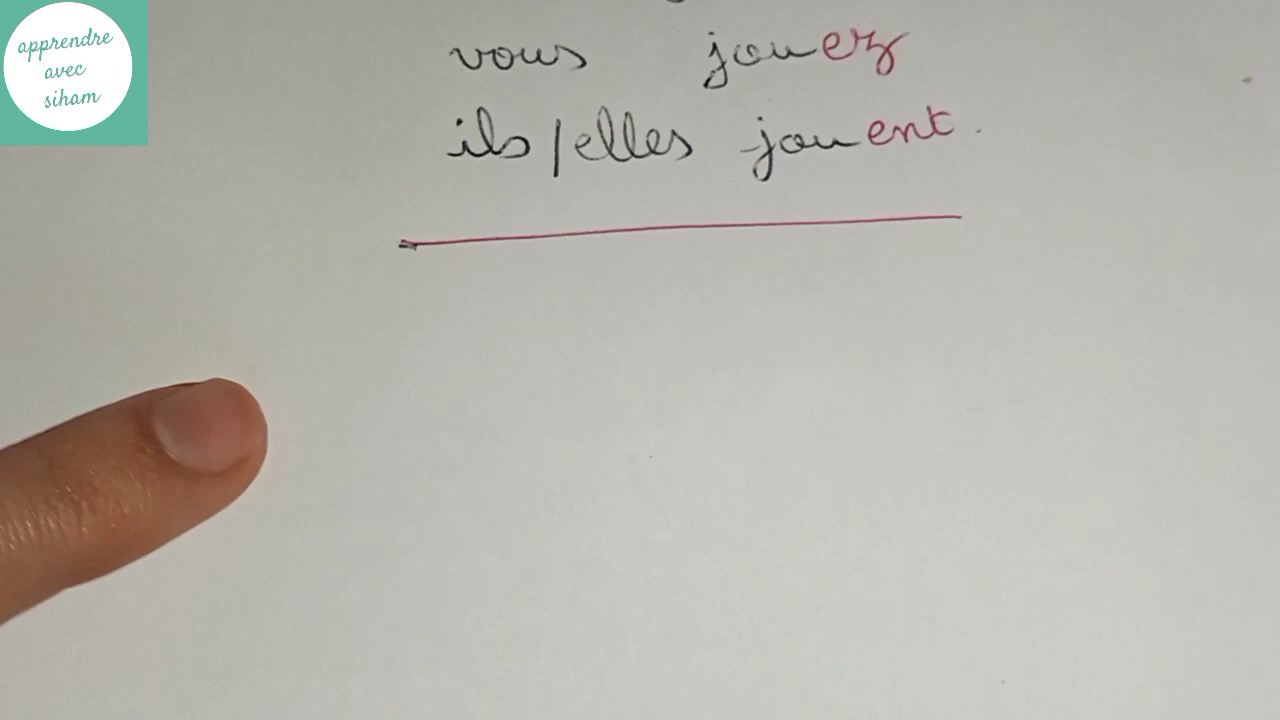 apprendre
avec
siham
vous jouez
ils/elles jouent.